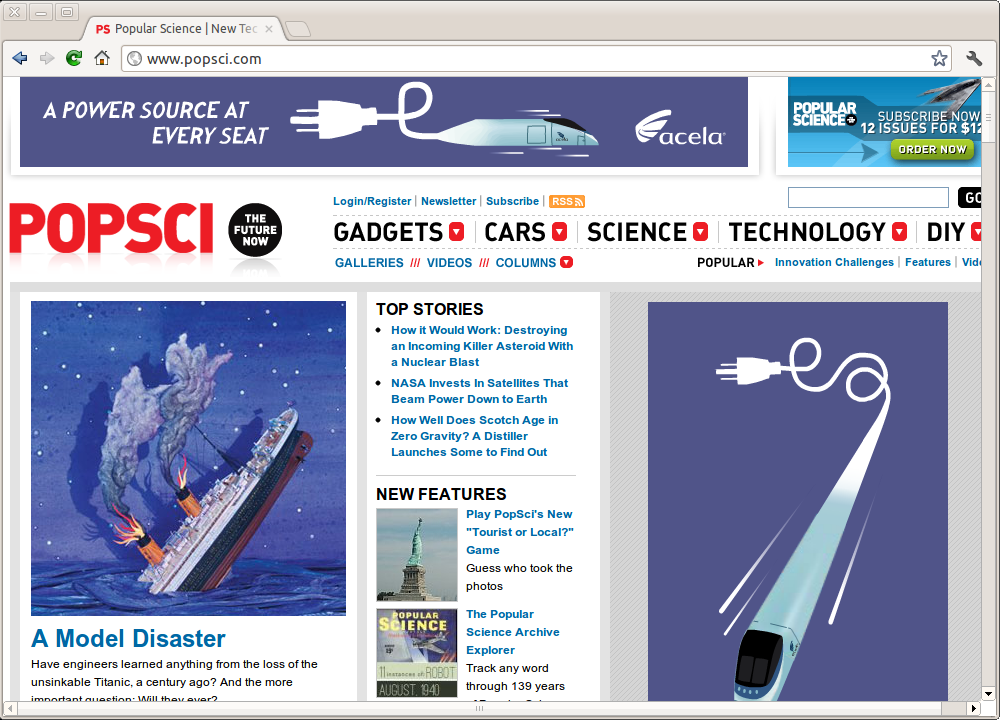 PS Popular Science | New Tec
www.popsci.com
A POWER SOURCE AT
EVERY SEAT
acela
POPULAR
SCIENCE
SUBSCRIBE NOW
12 ISSUES FOR $12
ORDER NOW
POPSCI
THE
FUTURE
NOW
Login/Register | Newsletter | Subscribe | RSS
GO
GADGETS CARS SCIENCE TECHNOLOGY DIY
GALLERIES /// VIDEOS /// COLUMNS
POPULAR Innovation Challenges | Features | Vide
TOP STORIES
How it Would Work: Destroying
an Incoming Killer Asteroid With
a Nuclear Blast
NASA Invests In Satellites That
Beam Power Down to Earth
How Well Does Scotch Age in
Zero Gravity? A Distiller
Launches Some to Find Out
NEW FEATURES
Play PopSci's New
"Tourist or Local?"
Game
Guess who took the
photos
POPULAR
SCIENCE
11 instances of: ROBOT
AUGUST, 1940
The Popular
Science Archive
Explorer
Track any word
through 139 years
A Model Disaster
Have engineers learned anything from the loss of the
unsinkable Titanic, a century ago? And the more
important question: Will they ever?